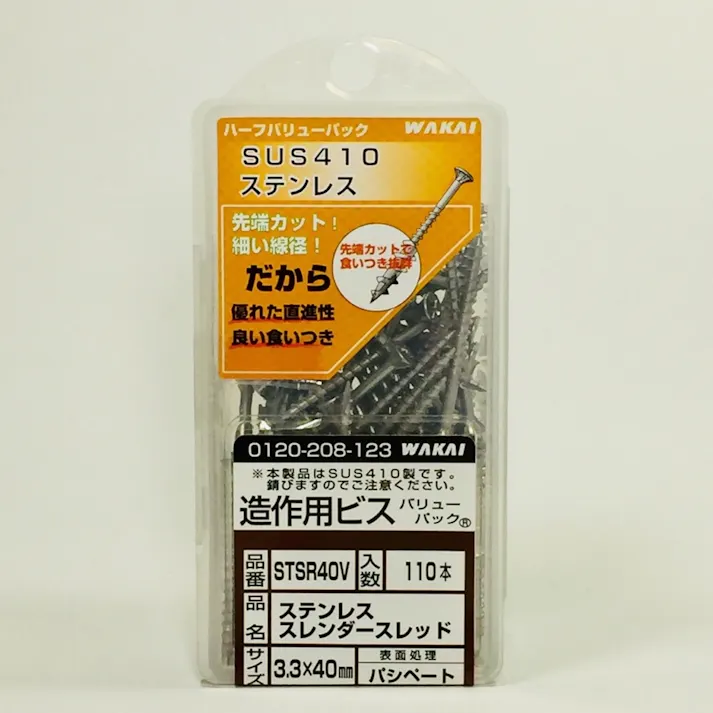 ハーフバリューパック WAKAI
SUS410
ステンレス
先端カット!
細い線径!
だから
優れた直進性
良い食いつき
先端カットで
食いつき抜群
0120-208-123 WAKAI
※本製品はSUS410製です。
錆びますのでご注意ください。
造作用ビス バリューパック®
品番 STSR40V 入数 110本
品名 ステンレス
スレンダースレッド
サイズ 3.3×40mm 表面処理
パシペート